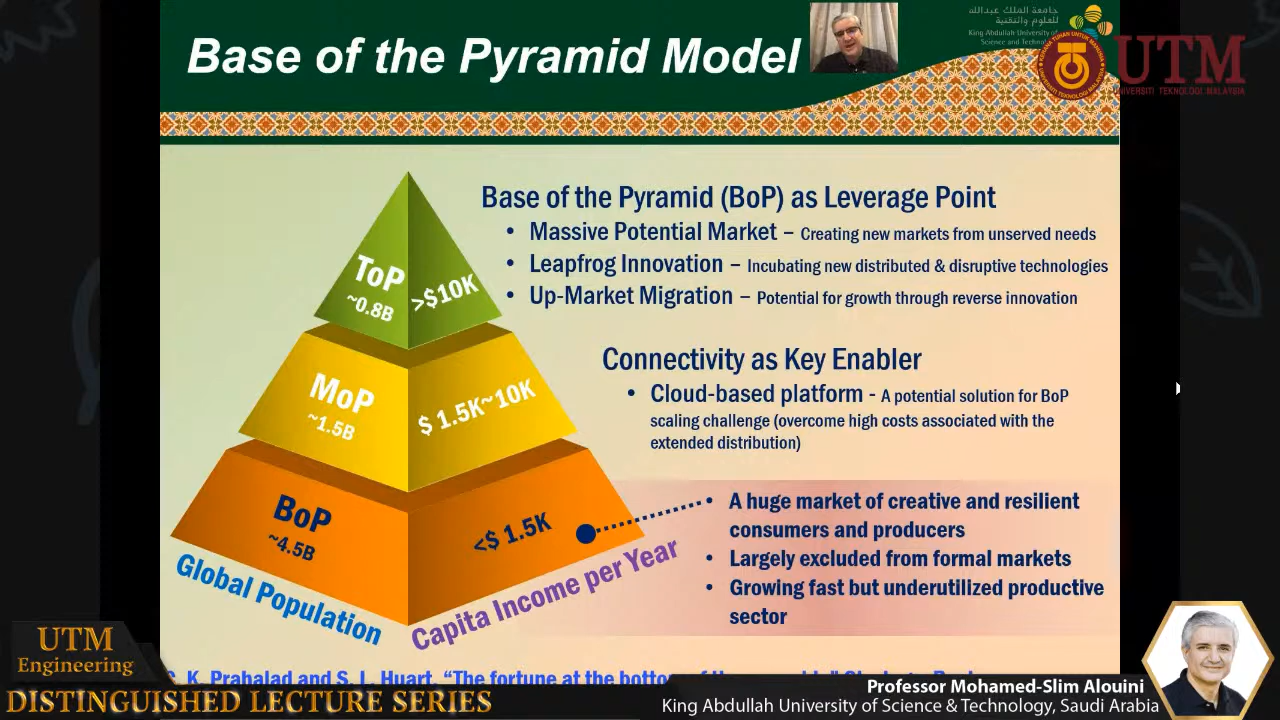 Base of the Pyramid Model
جامعة الملك عبدالله
للعلوم والتقنية
King Abdullah University of
Science and Techno
UTM
UNIVERSITI TEKNOLOGI MALAYSIA
Base of the Pyramid (BoP) as Leverage Point
• Massive Potential Market – Creating new markets from unserved needs
• Leapfrog Innovation – Incubating new distributed & disruptive technologies
• Up-Market Migration – Potential for growth through reverse innovation
ToP
~0.8B
>$10K
Connectivity as Key Enabler
• Cloud-based platform - A potential solution for BoP
scaling challenge (overcome high costs associated with the
extended distribution)
MoP
~1.5B
$ 1.5K~10K
BoP
~4.5B
<$ 1.5K
• A huge market of creative and resilient
consumers and producers
• Largely excluded from formal markets
• Growing fast but underutilized productive
sector
Global Population
Capita Income per Year
K. Prahalad and S. L. Huart, “The fortune at the
UTM
Engineering
DISTINGUISHED LECTURE SERIES
Professor Mohamed-Slim Alouini
King Abdullah University of Science & Technology, Saudi Arabia